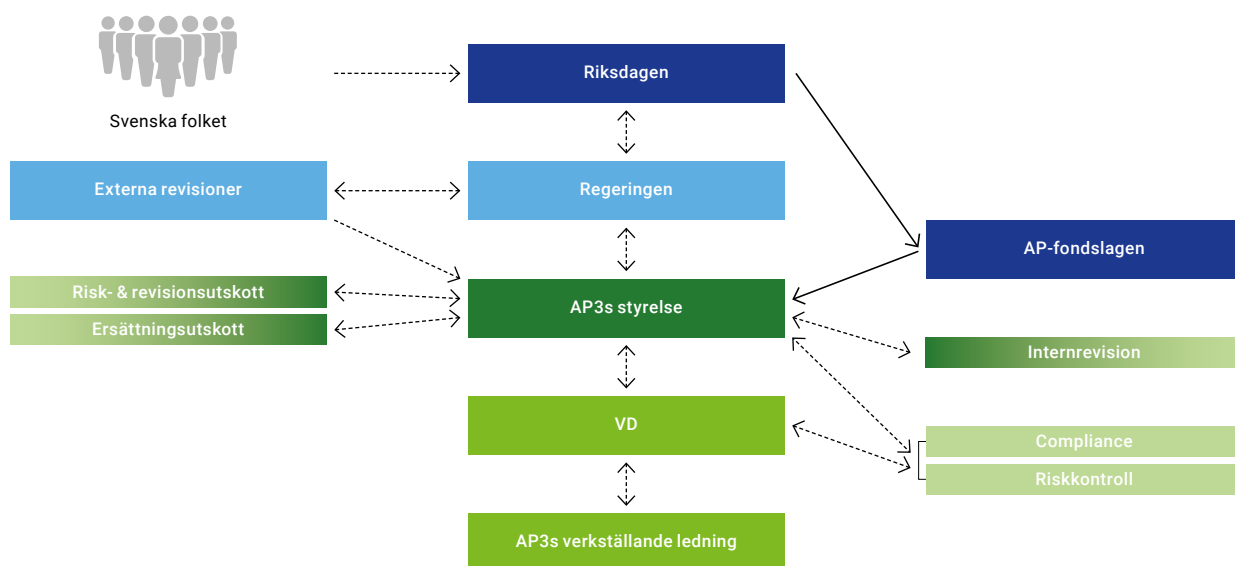 Riksdagen
Svenska folket
Externa revisioner
Regeringen
AP-fondslagen
Risk- & revisionsutskott
AP3s styrelse
Ersättningsutskott
Internrevision
VD
Compliance
Riskkontroll
AP3s verkställande ledning